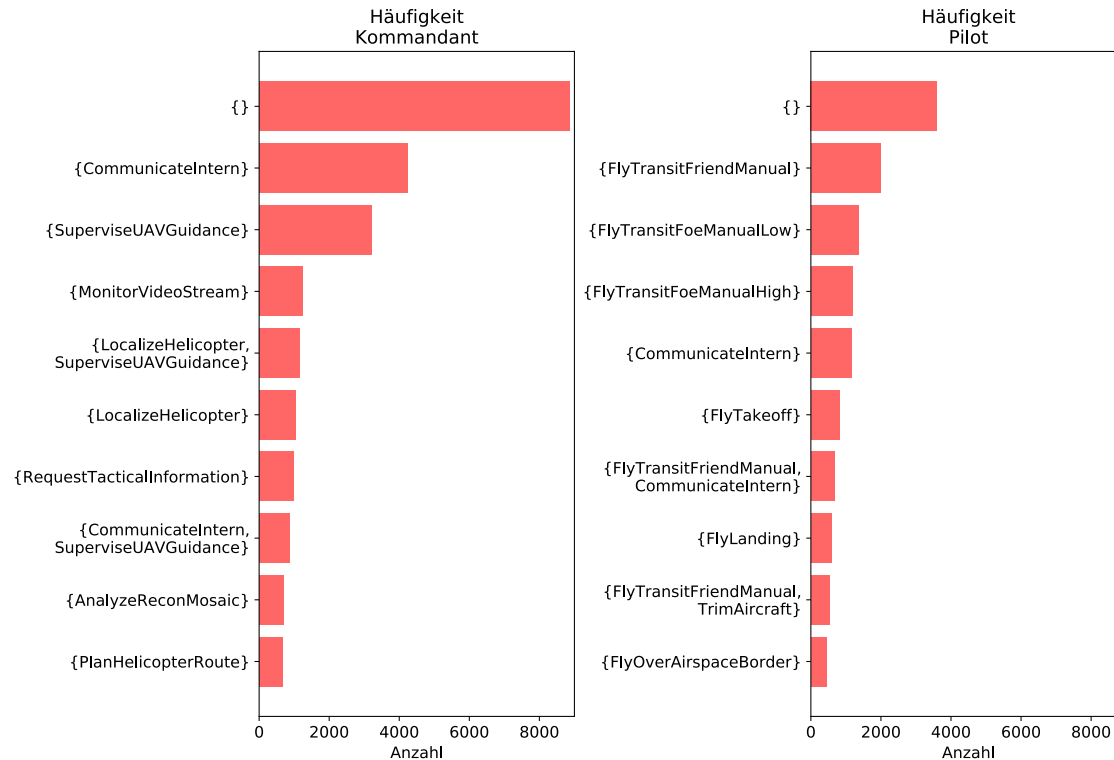 Häufigkeit
Kommandant
{}
{CommunicateIntern}
{SuperviseUAVGuidance}
{MonitorVideoStream}
{LocalizeHelicopter,
SuperviseUAVGuidance}
{LocalizeHelicopter}
{RequestTacticalInformation}
{CommunicateIntern,
SuperviseUAVGuidance}
{AnalyzeReconMosaic}
{PlanHelicopterRoute}
0 2000 4000 6000 8000
Anzahl
Häufigkeit
Pilot
{}
{FlyTransitFriendManual}
{FlyTransitFoeManualLow}
{FlyTransitFoeManualHigh}
{CommunicateIntern}
{FlyTakeoff}
{FlyTransitFriendManual,
CommunicateIntern}
{FlyLanding}
{FlyTransitFriendManual,
TrimAircraft}
{FlyOverAirspaceBorder}
0 2000 4000 6000 8000
Anzahl